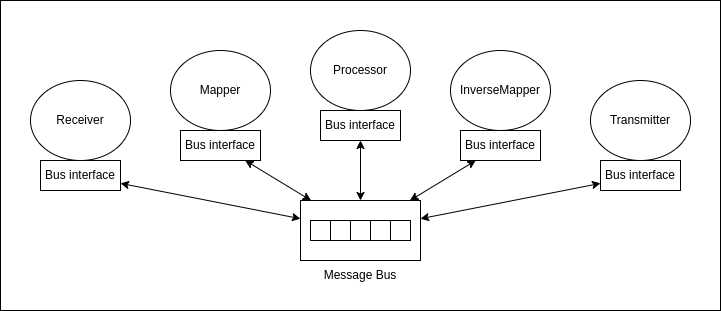 Receiver
Bus interface
Mapper
Bus interface
Processor
Bus interface
InverseMapper
Bus interface
Transmitter
Bus interface
Message Bus